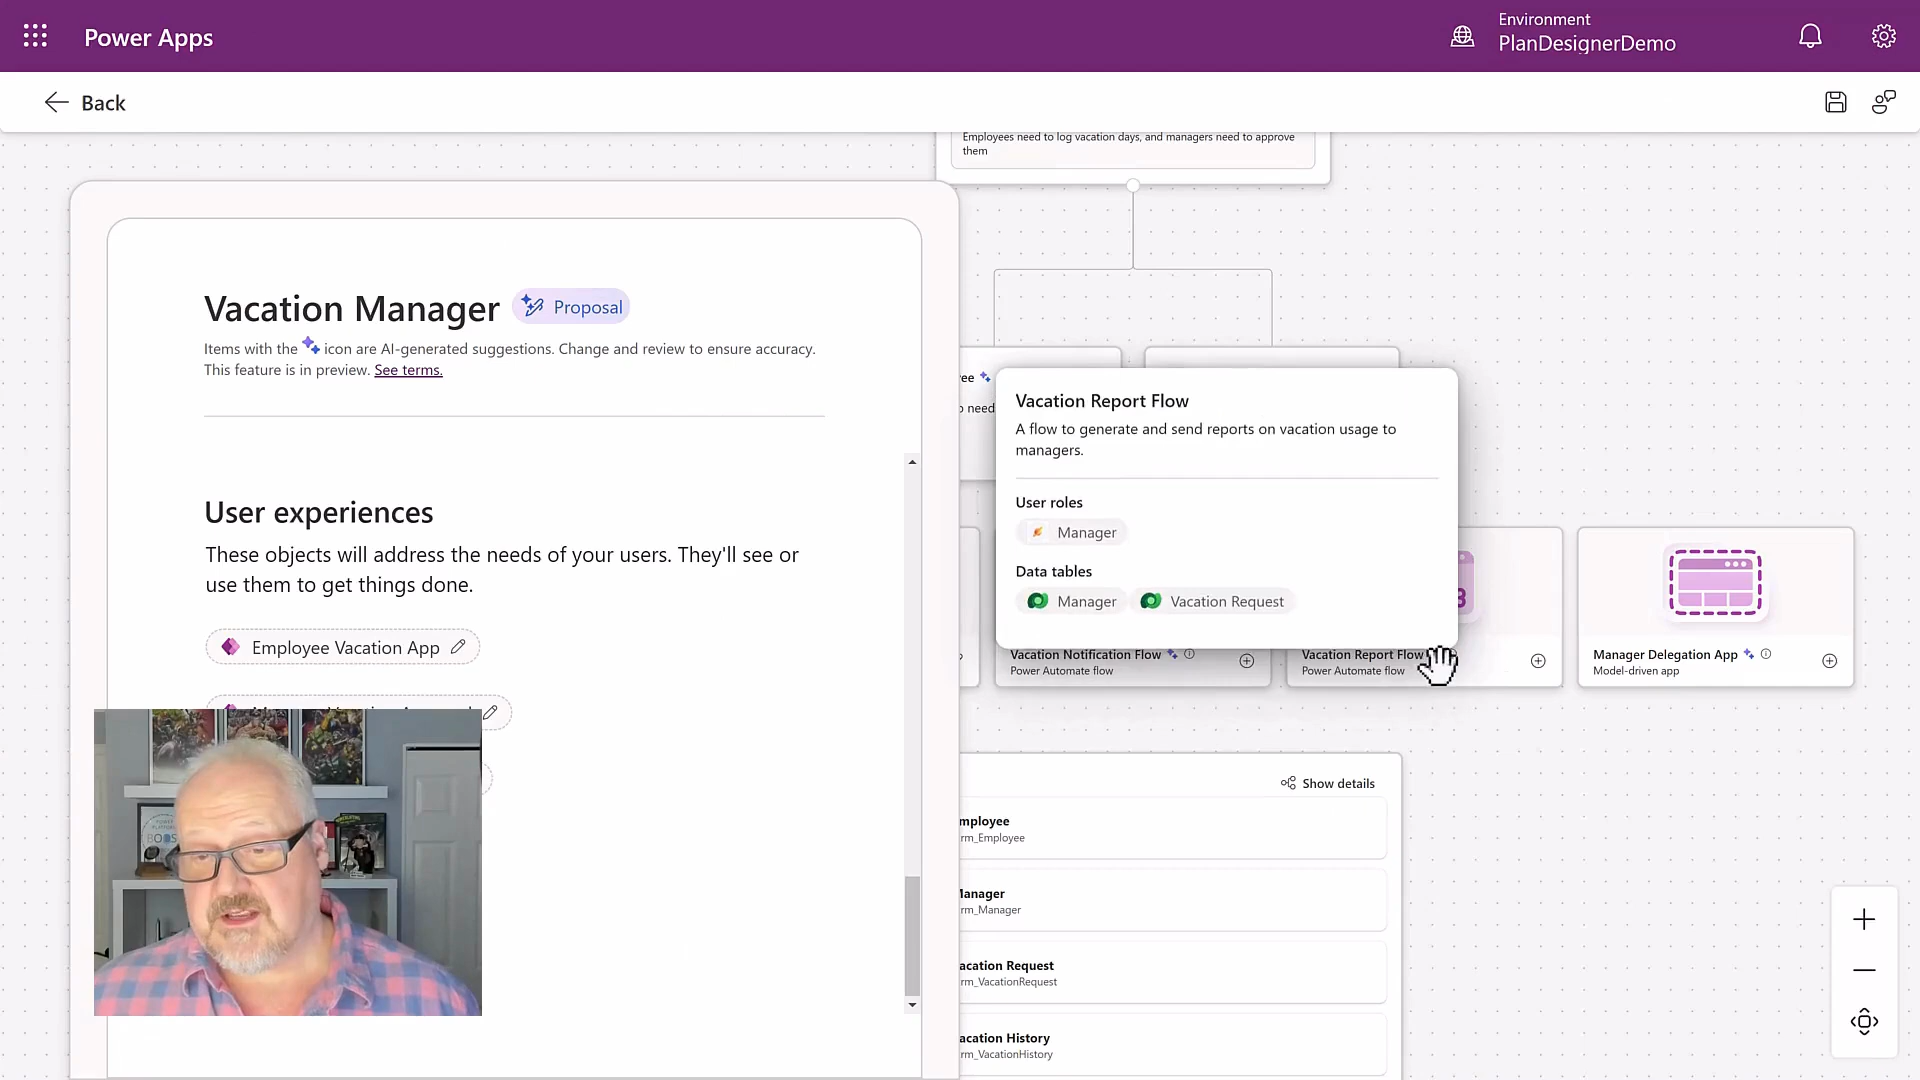 Power Apps
Environment
PlanDesignerDemo
Back
Employees need to log vacation days, and managers need to approve
them
Vacation Manager
Proposal
Items with the icon are AI-generated suggestions. Change and review to ensure accuracy.
This feature is in preview. See terms.
User experiences
These objects will address the needs of your users. They'll see or
use them to get things done.
Employee Vacation App
ee
need
Vacation Report Flow
A flow to generate and send reports on vacation usage to
managers.
User roles
Manager
Data tables
Manager
Vacation Request
Vacation Notification Flow
Power Automate flow
Vacation Report Flow
Power Automate flow
Manager Delegation App
Model-driven app
Show details
mployee
rm_Employee
anager
rm_Manager
acation Request
rm_VacationRequest
acation History
rm_VacationHistory